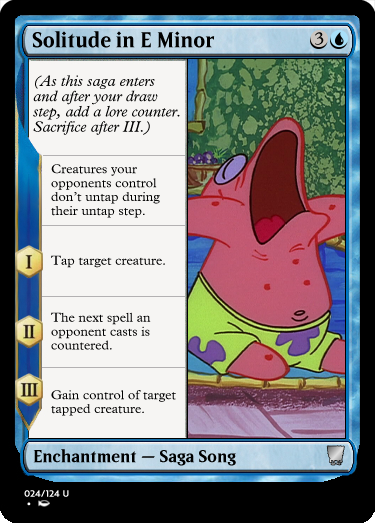 Solitude in E Minor 3
(As this saga enters
and after your draw
step, add a lore counter.
Sacrifice after III.)
Creatures your
opponents control
don't untap during
their untap step.
I
Tap target creature.
II
The next spell an
opponent casts is
countered.
III
Gain control of target
tapped creature.
Enchantment — Saga Song
024/124 U